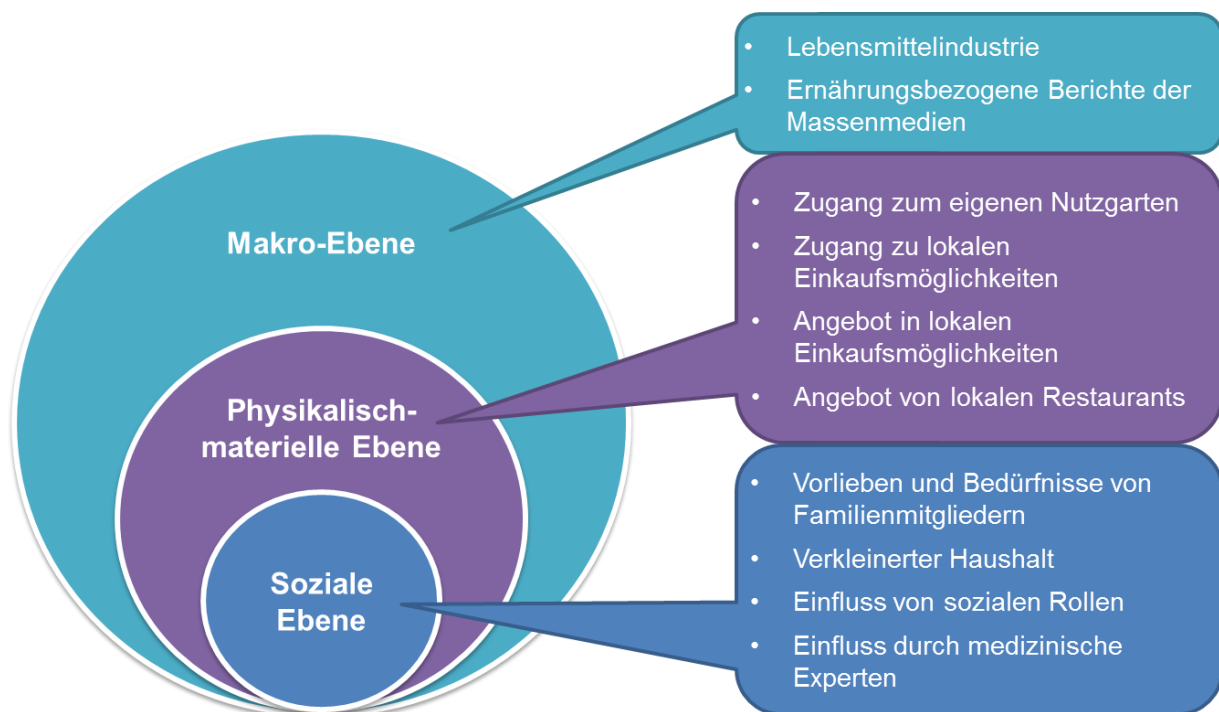 Makro-Ebene
Physikalisch-
materielle Ebene
Soziale
Ebene
• Lebensmittelindustrie
• Ernährungsbezogene Berichte der
Massenmedien
• Zugang zum eigenen Nutzgarten
• Zugang zu lokalen
Einkaufsmöglichkeiten
• Angebot in lokalen
Einkaufsmöglichkeiten
• Angebot von lokalen Restaurants
• Vorlieben und Bedürfnisse von
Familienmitgliedern
• Verkleinerter Haushalt
• Einfluss von sozialen Rollen
• Einfluss durch medizinische
Experten